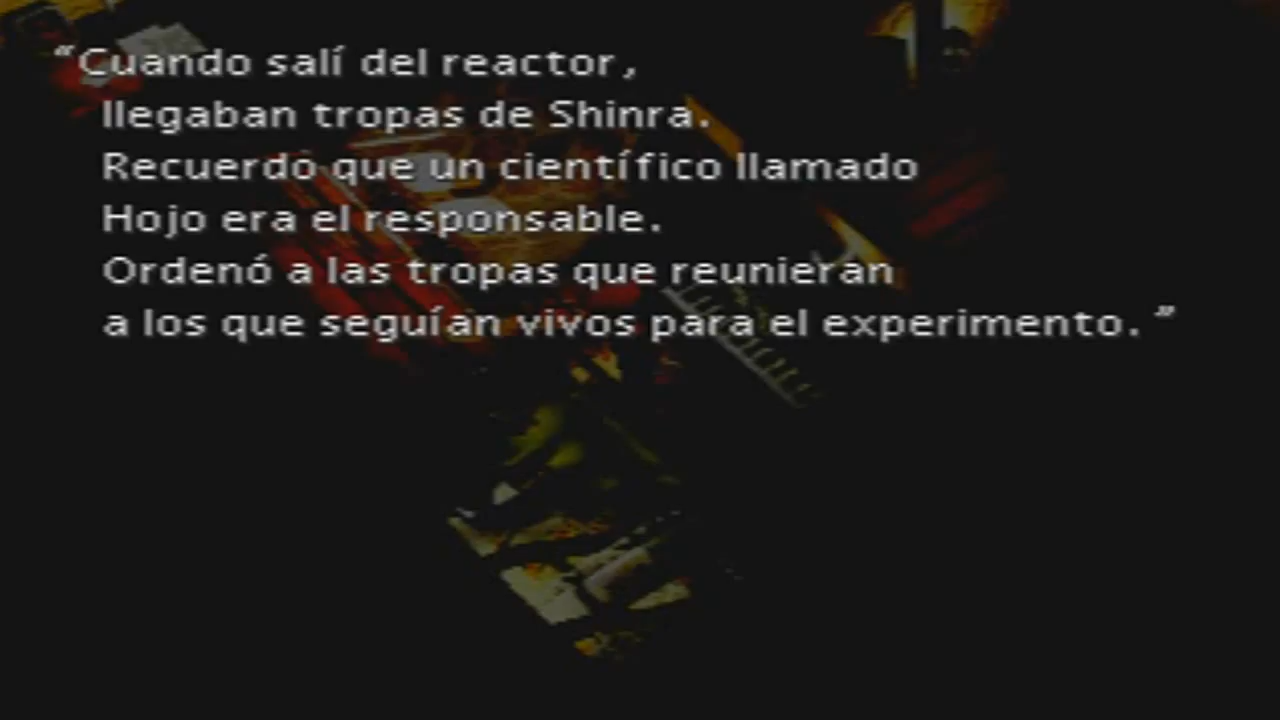 “Cuando salí del reactor,
llegaban tropas de Shinra.
Recuerdo que un científico llamado
Hojo era el responsable.
Ordenó a las tropas que reunieran
a los que seguían vivos para el experimento.”